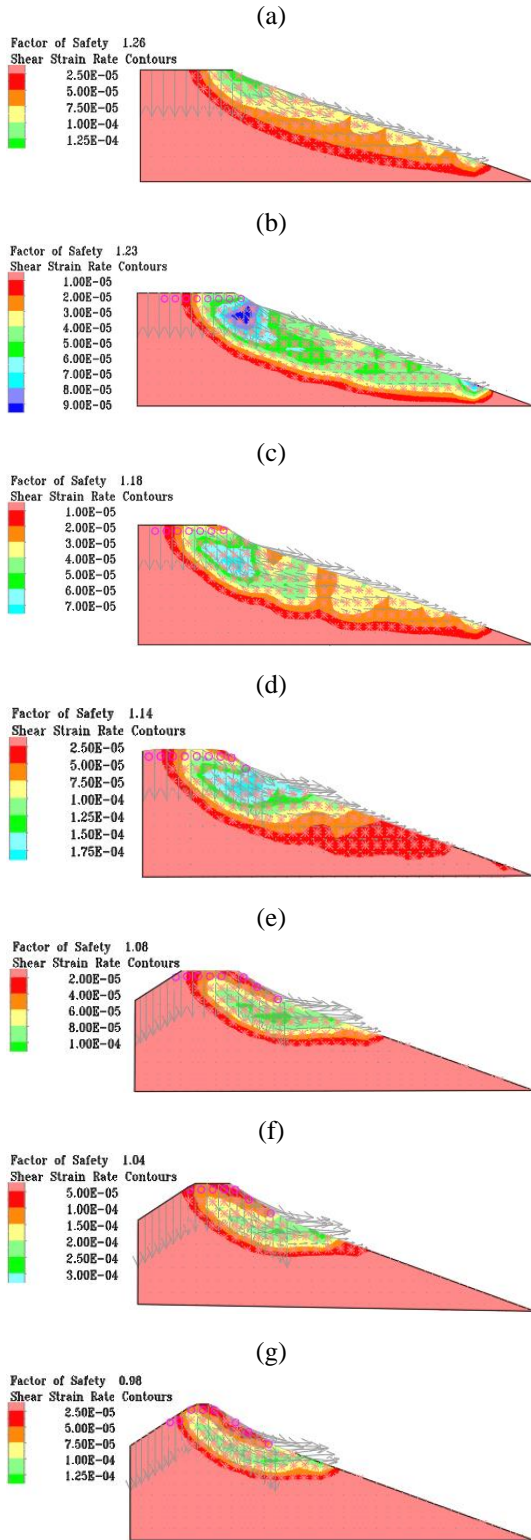 (a)
Factor of Safety 1.26
Shear Strain Rate Contours
2.50E-05
5.00E-05
7.50E-05
1.00E-04
1.25E-04
(b)
Factor of Safety 1.23
Shear Strain Rate Contours
1.00E-05
2.00E-05
3.00E-05
4.00E-05
5.00E-05
6.00E-05
7.00E-05
8.00E-05
9.00E-05
(c)
Factor of Safety 1.18
Shear Strain Rate Contours
1.00E-05
2.00E-05
3.00E-05
4.00E-05
5.00E-05
6.00E-05
7.00E-05
(d)
Factor of Safety 1.14
Shear Strain Rate Contours
2.50E-05
5.00E-05
7.50E-05
1.00E-04
1.25E-04
1.50E-04
1.75E-04
(e)
Factor of Safety 1.08
Shear Strain Rate Contours
2.00E-05
4.00E-05
6.00E-05
8.00E-05
1.00E-04
(f)
Factor of Safety 1.04
Shear Strain Rate Contours
5.00E-05
1.00E-04
1.50E-04
2.00E-04
2.50E-04
3.00E-04
(g)
Factor of Safety 0.98
Shear Strain Rate Contours
2.50E-05
5.00E-05
7.50E-05
1.00E-04
1.25E-04